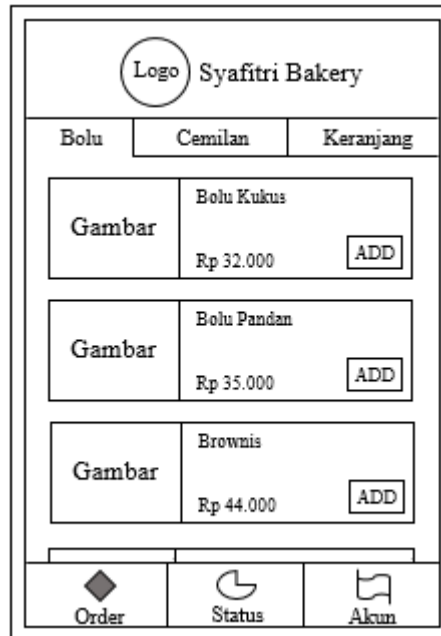 Logo Syafitri Bakery
Bolu Cemilan Keranjang
Gambar
Bolu Kukus
Rp 32.000
ADD
Gambar
Bolu Pandan
Rp 35.000
ADD
Gambar
Brownis
Rp 44.000
ADD
Order Status Akun